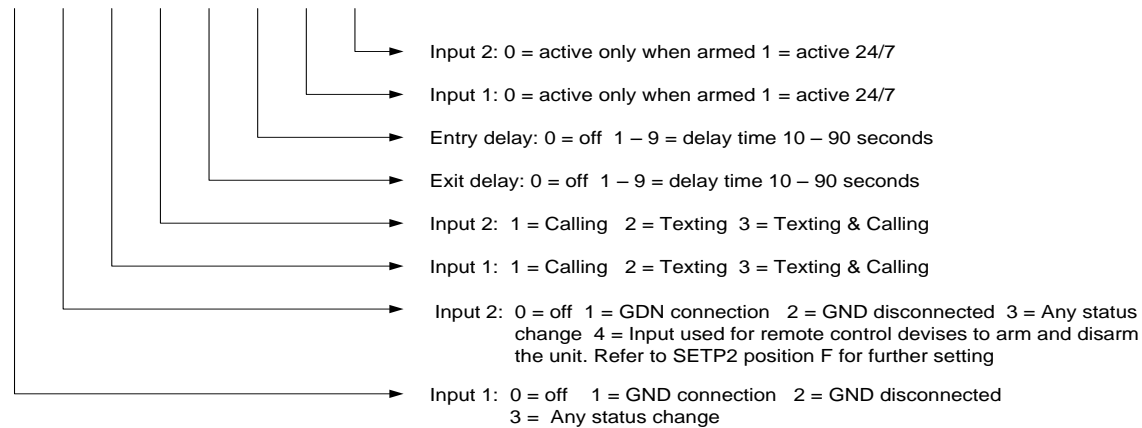 Input 2: 0 = active only when armed 1 = active 24/7
Input 1: 0 = active only when armed 1 = active 24/7
Entry delay: 0 = off 1 – 9 = delay time 10 – 90 seconds
Exit delay: 0 = off 1 – 9 = delay time 10 – 90 seconds
Input 2: 1 = Calling 2 = Texting 3 = Texting & Calling
Input 1: 1 = Calling 2 = Texting 3 = Texting & Calling
Input 2: 0 = off 1 = GDN connection 2 = GND disconnected 3 = Any status
change 4 = Input used for remote control devises to arm and disarm
the unit. Refer to SETP2 position F for further setting
Input 1: 0 = off 1 = GND connection 2 = GND disconnected
3 = Any status change